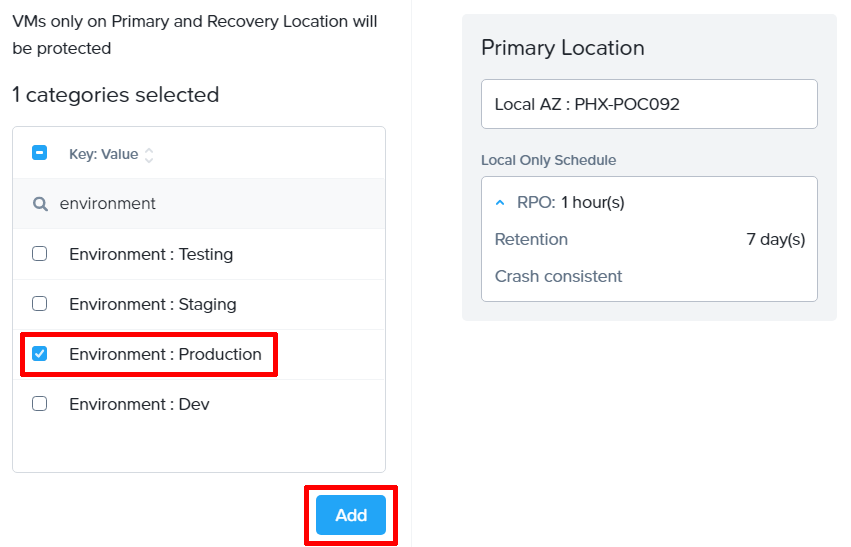 VMs only on Primary and Recovery Location will
be protected
1 categories selected
Key: Value
environment
Environment : Testing
Environment : Staging
Environment : Production
Environment : Dev
Add
Primary Location
Local AZ : PHX-POC092
Local Only Schedule
RPO: 1 hour(s)
Retention 7 day(s)
Crash consistent